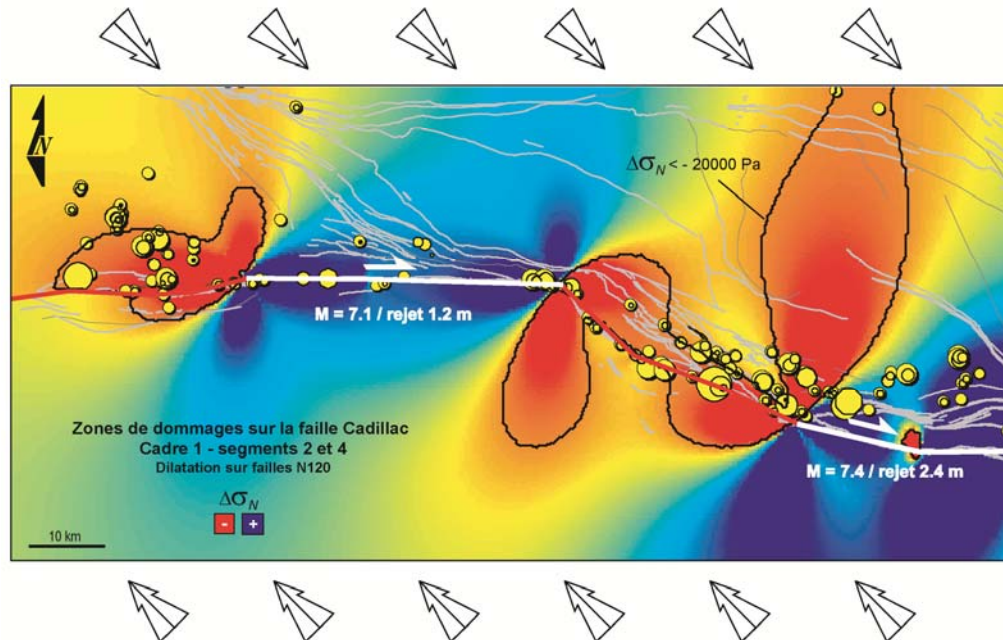 N
ΔσN < - 20000 Pa
M = 7.1 / rejet 1.2 m
Zones de dommages sur la faille Cadillac
Cadre 1 - segments 2 et 4
Dilatation sur failles N120
ΔσN
- +
M = 7.4 / rejet 2.4 m
10 km